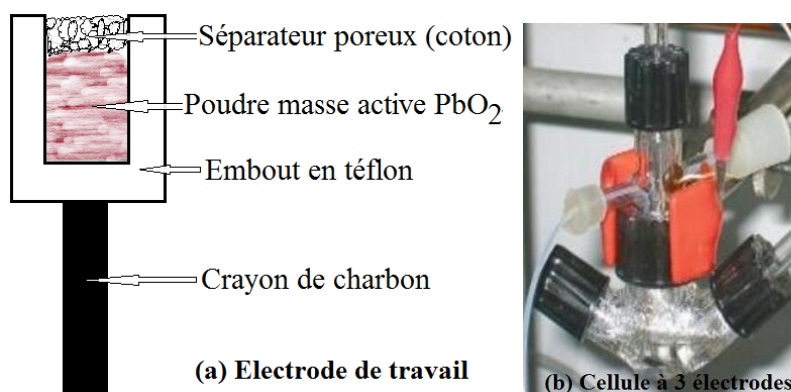 Séparateur poreux (coton)
Poudre masse active PbO2
Embout en téflon
Crayon de charbon
(a) Electrode de travail
(b) Cellule à 3 électrodes